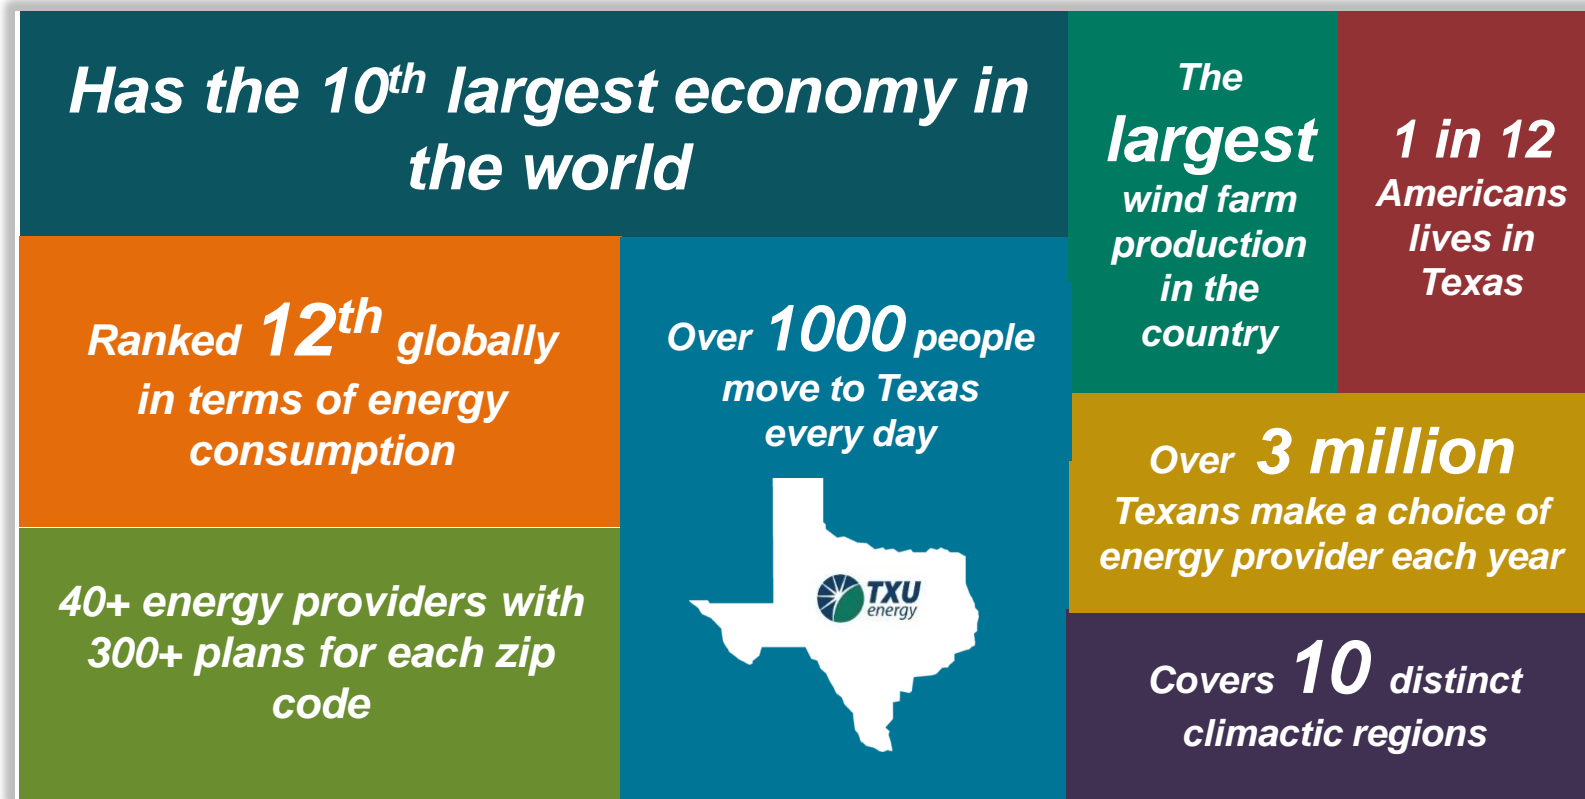 Has the 10th largest economy in
the world
The
largest
wind farm
production
in the
country
1 in 12
Americans
lives in
Texas
Ranked 12th globally
in terms of energy
consumption
Over 1000 people
move to Texas
every day
TXU
energy
Over 3 million
Texans make a choice of
energy provider each year
40+ energy providers with
300+ plans for each zip
code
Covers 10 distinct
climactic regions